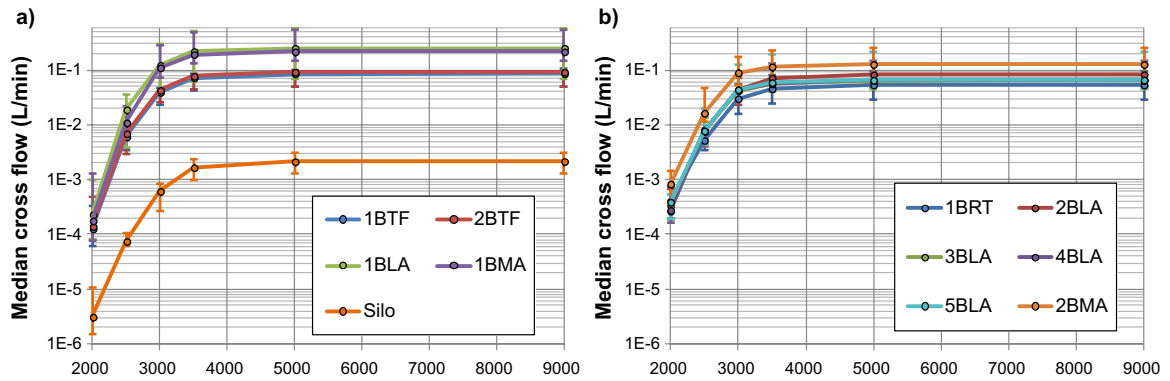 a)
Median cross flow (L/min)
1E-1
1E-2
1E-3
1E-4
1E-5
1E-6
2000 3000 4000 5000 6000 7000 8000 9000
1BTF 2BTF
1BLA 1BMA
Silo
b)
Median cross flow (L/min)
1E-1
1E-2
1E-3
1E-4
1E-5
1E-6
2000 3000 4000 5000 6000 7000 8000 9000
1BRT 2BLA
3BLA 4BLA
5BLA 2BMA